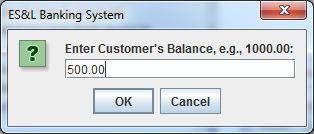 ES&L Banking System
Enter Customer's Balance, e.g., 1000.00:
500.00
OK
Cancel